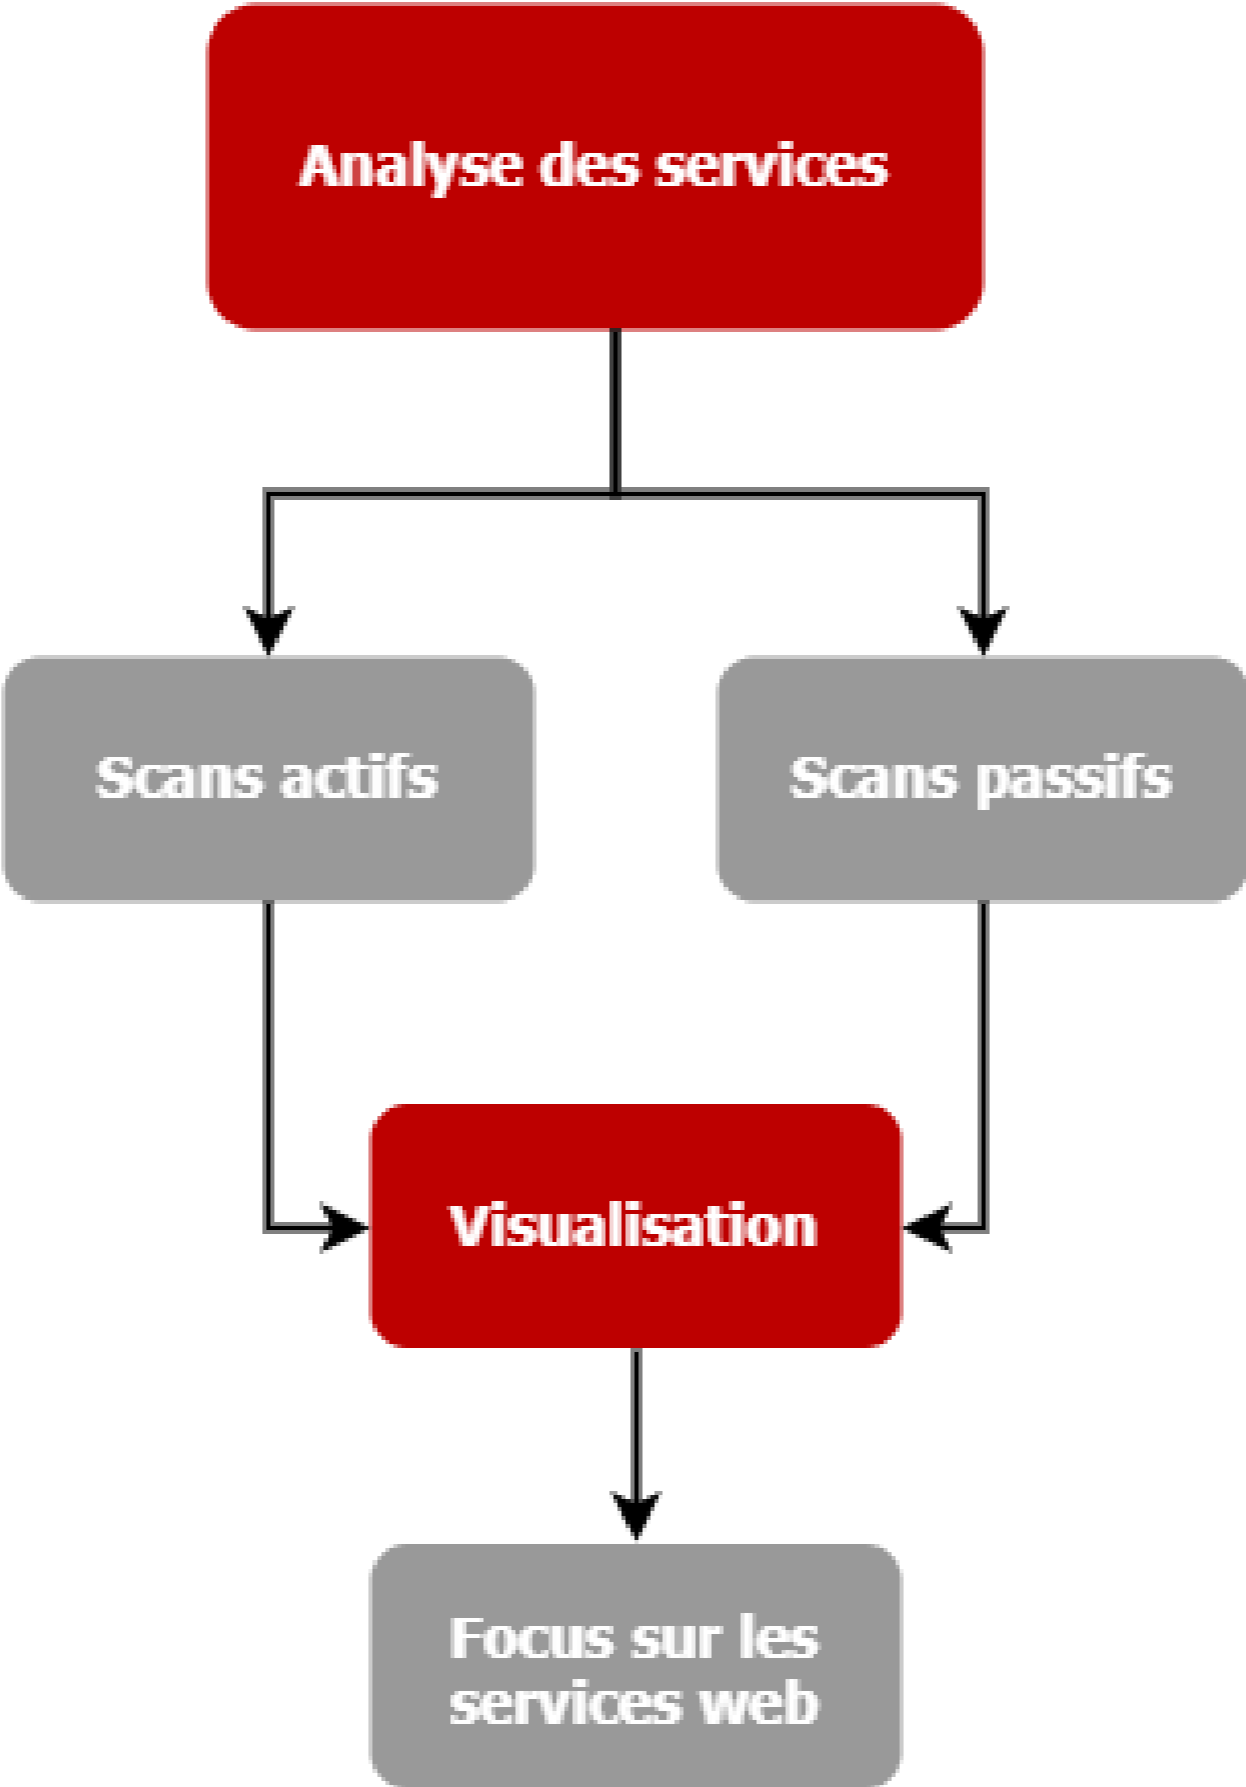 Analyse des services
Scans actifs
Scans passifs
Visualisation
Focus sur les
services web